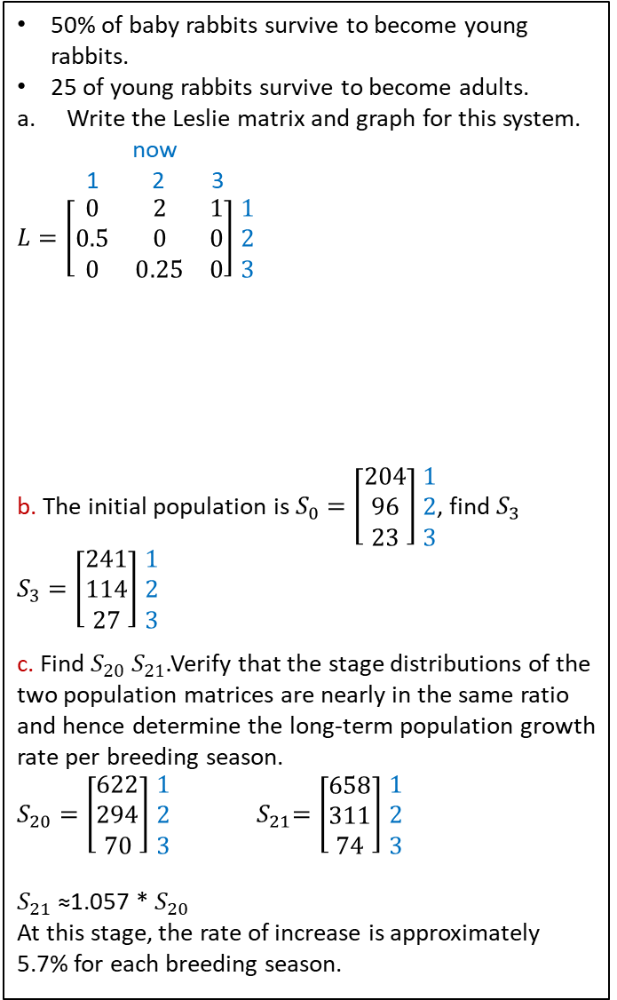 • 50% of baby rabbits survive to become young
rabbits.
• 25 of young rabbits survive to become adults.
a. Write the Leslie matrix and graph for this system.
now
1 2 3
0 2 1 1
L = 0.5 0 0 2
0 0.25 0 3
b. The initial population is S₀ = [204 96 23] 1 2 3, find S₃
S₃ = [241 114 27] 1 2 3
c. Find S₂₀ S₂₁.Verify that the stage distributions of the
two population matrices are nearly in the same ratio
and hence determine the long-term population growth
rate per breeding season.
S₂₀ = [622 294 70] 1 2 3 S₂₁= [658 311 74] 1 2 3
S₂₁ ≈1.057 * S₂₀
At this stage, the rate of increase is approximately
5.7% for each breeding season.